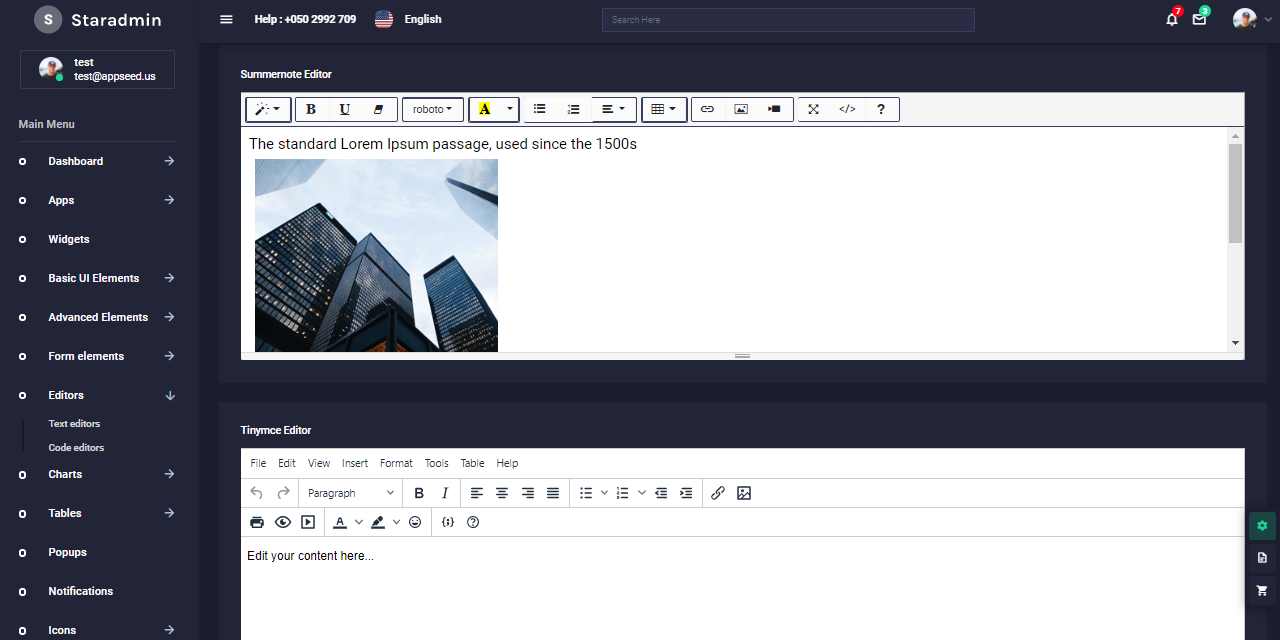 S Staradmin
Help : +050 2992 709
English
Search Here
7
3
test
test@appseed.us
Main Menu
Dashboard
Apps
Widgets
Basic UI Elements
Advanced Elements
Form elements
Editors
Text editors
Code editors
Charts
Tables
Popups
Notifications
Icons
Summernote Editor
B U roboto A </> ?
The standard Lorem Ipsum passage, used since the 1500s
Tinymce Editor
File Edit View Insert Format Tools Table Help
Paragraph B I
A {;}
Edit your content here...